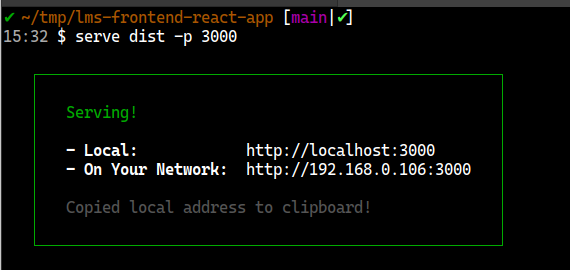 ✔ ~/tmp/lms-frontend-react-app [main|✔]
15:32 $ serve dist -p 3000
Serving!
- Local: http://localhost:3000
- On Your Network: http://192.168.0.106:3000
Copied local address to clipboard!